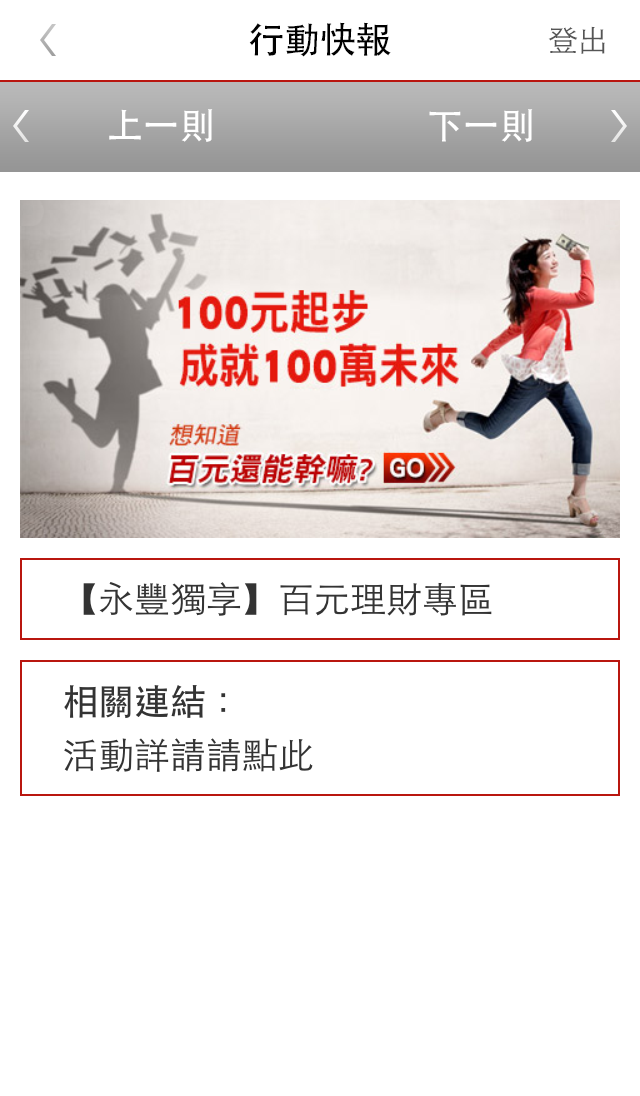 行動快報
登出
上一則
下一則
100元起步
成就100萬未來
想知道
百元還能幹嘛? GO
【永豐獨享】百元理財專區
相關連結：
活動詳請請點此